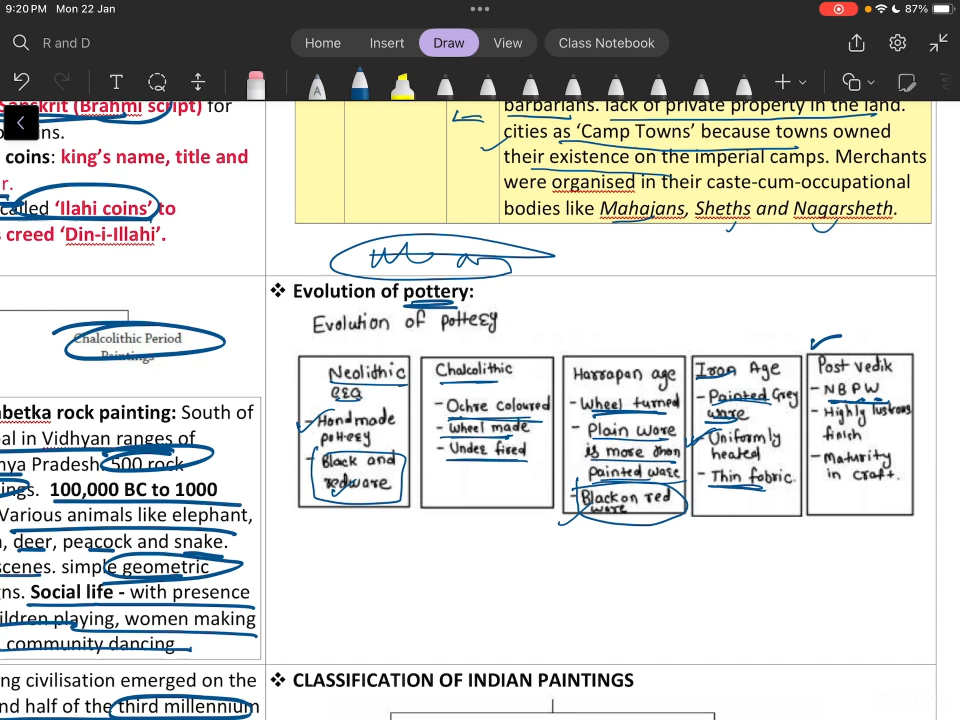 9:20 PM Mon 22 Jan
87%
R and D
Home Insert Draw View Class Notebook
Sanskrit (Brahmi script) for
ins.
coins: king's name, title and
r.
called 'Ilahi coins' to
creed 'Din-i-Illahi'.
barbarians. lack of private property in the land.
cities as 'Camp Towns' because towns owned
their existence on the imperial camps. Merchants
were organised in their caste-cum-occupational
bodies like Mahajans, Sheths and Nagarsheth.
Chalcolithic Period
Paintings
❖ Evolution of pottery:
Evolution of Pottery
Neolithic
era
- Handmade
pottery
- Black and
redware
Chalcolithic
- Ochre coloured
- Wheel made
- Under fired
Harrapan age
- Wheel turned
- Plain ware
is more than
Painted ware
- Black on red
ware
Iron Age
- Painted Grey
ware
- Uniformly
heated
- Thin fabric.
Post vedik
- NBPW
- Highly lustrous
finish
- Maturity
in craft.
betka rock painting: South of
al in Vidhyan ranges of
ya Pradesh. 500 rock
ings. 100,000 BC to 1000
Various animals like elephant,
, deer, peacock and snake.
scenes. simple geometric
ns. Social life - with presence
ildren playing, women making
community dancing
ng civilisation emerged on the
nd half of the third millennium
❖ CLASSIFICATION OF INDIAN PAINTINGS